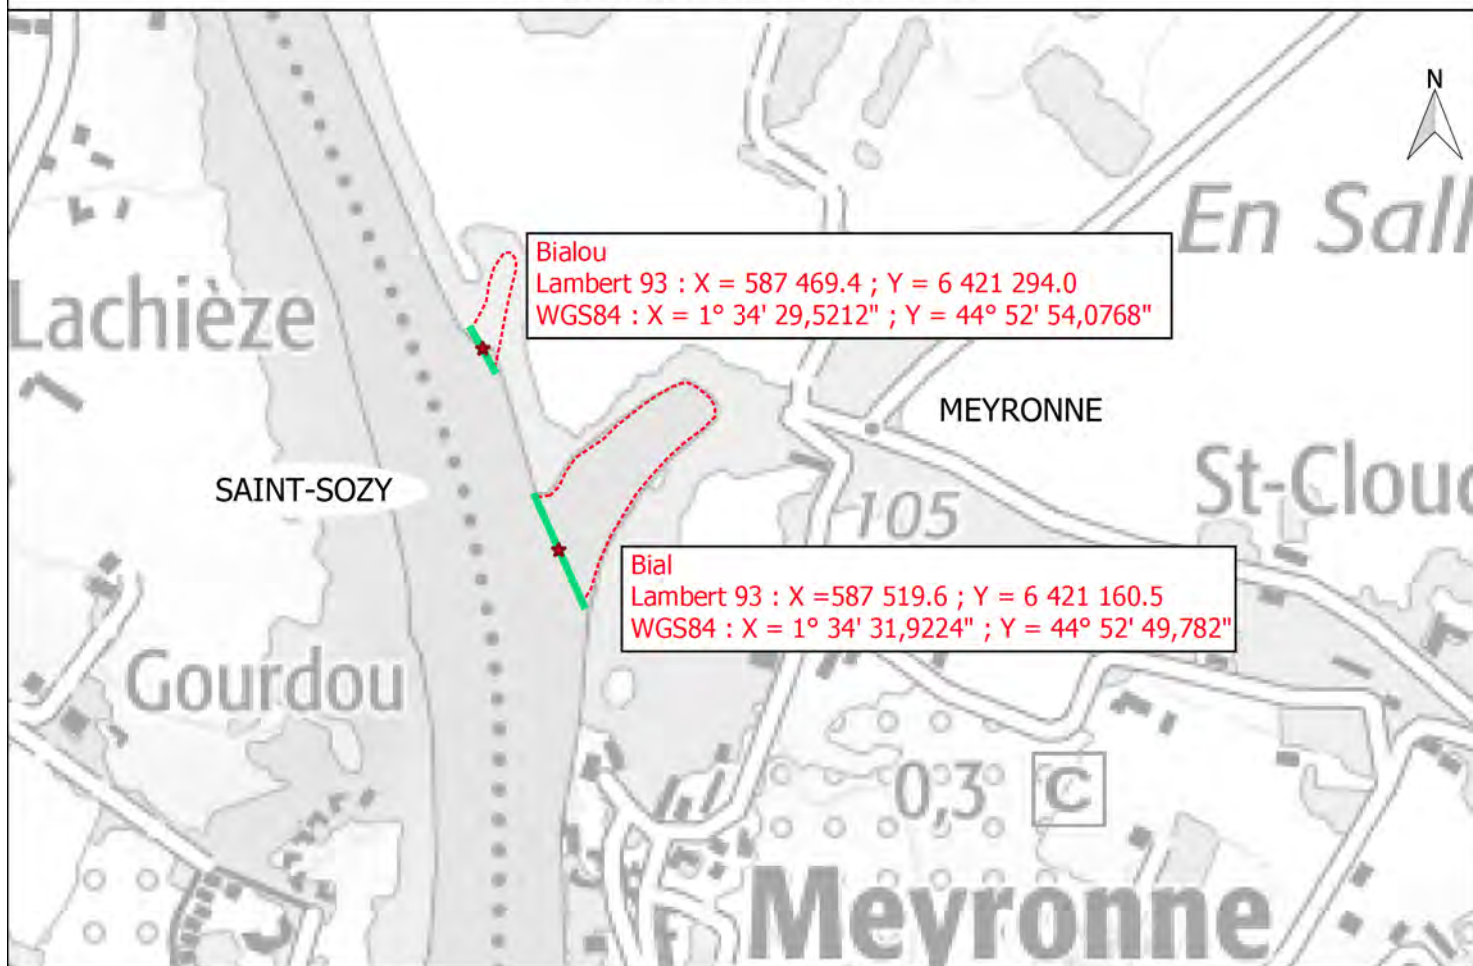 N
En Sall
Bialou
Lambert 93 : X = 587 469.4 ; Y = 6 421 294.0
WGS84 : X = 1° 34' 29,5212" ; Y = 44° 52' 54,0768"
Lachièze
MEYRONNE
SAINT-SOZY
St-Cloud
105
Bial
Lambert 93 : X =587 519.6 ; Y = 6 421 160.5
WGS84 : X = 1° 34' 31,9224" ; Y = 44° 52' 49,782"
Gourdou
0,3 C
Meyronne